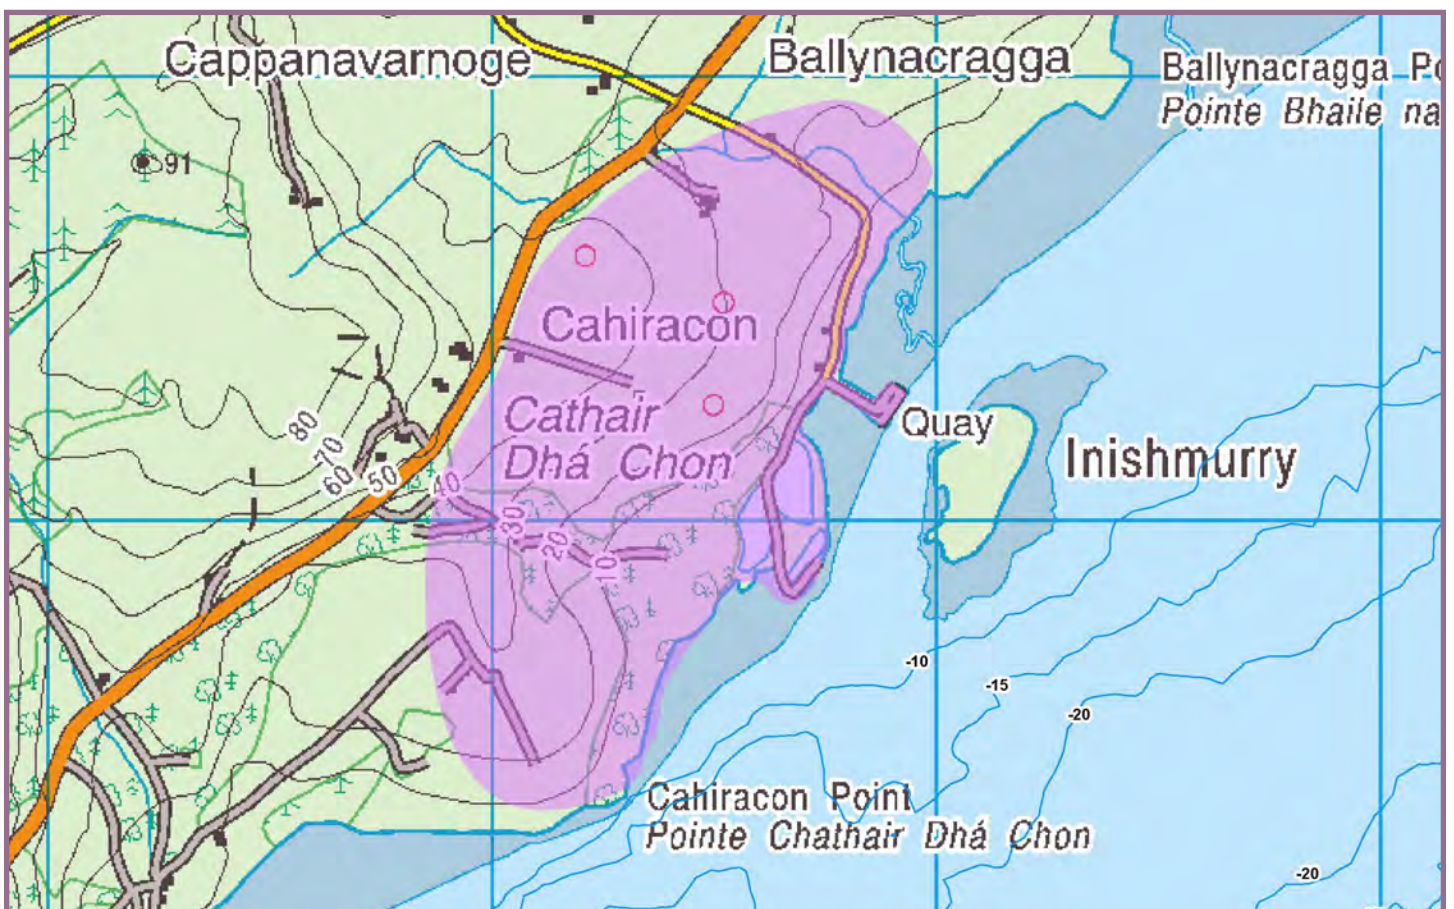 Cappanavarnoge
Ballynacragga
Ballynacragga Po
Pointe Bhaile na
91
Cahiracon
Cathair
Dhá Chon
Quay
Inishmurry
80
70
60
50
40
30
20
10
-10
-15
-20
Cahiracon Point
Pointe Chathair Dhá Chon
-20